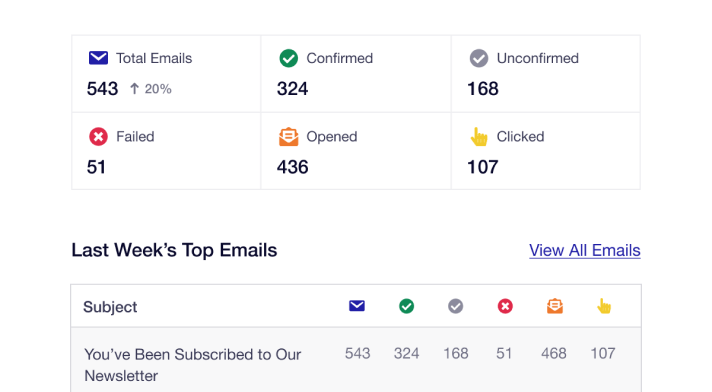 Total Emails
543 ↑ 20%
Confirmed
324
Unconfirmed
168
Failed
51
Opened
436
Clicked
107
Last Week’s Top Emails
View All Emails
Subject
You’ve Been Subscribed to Our
Newsletter
543 324 168 51 468 107